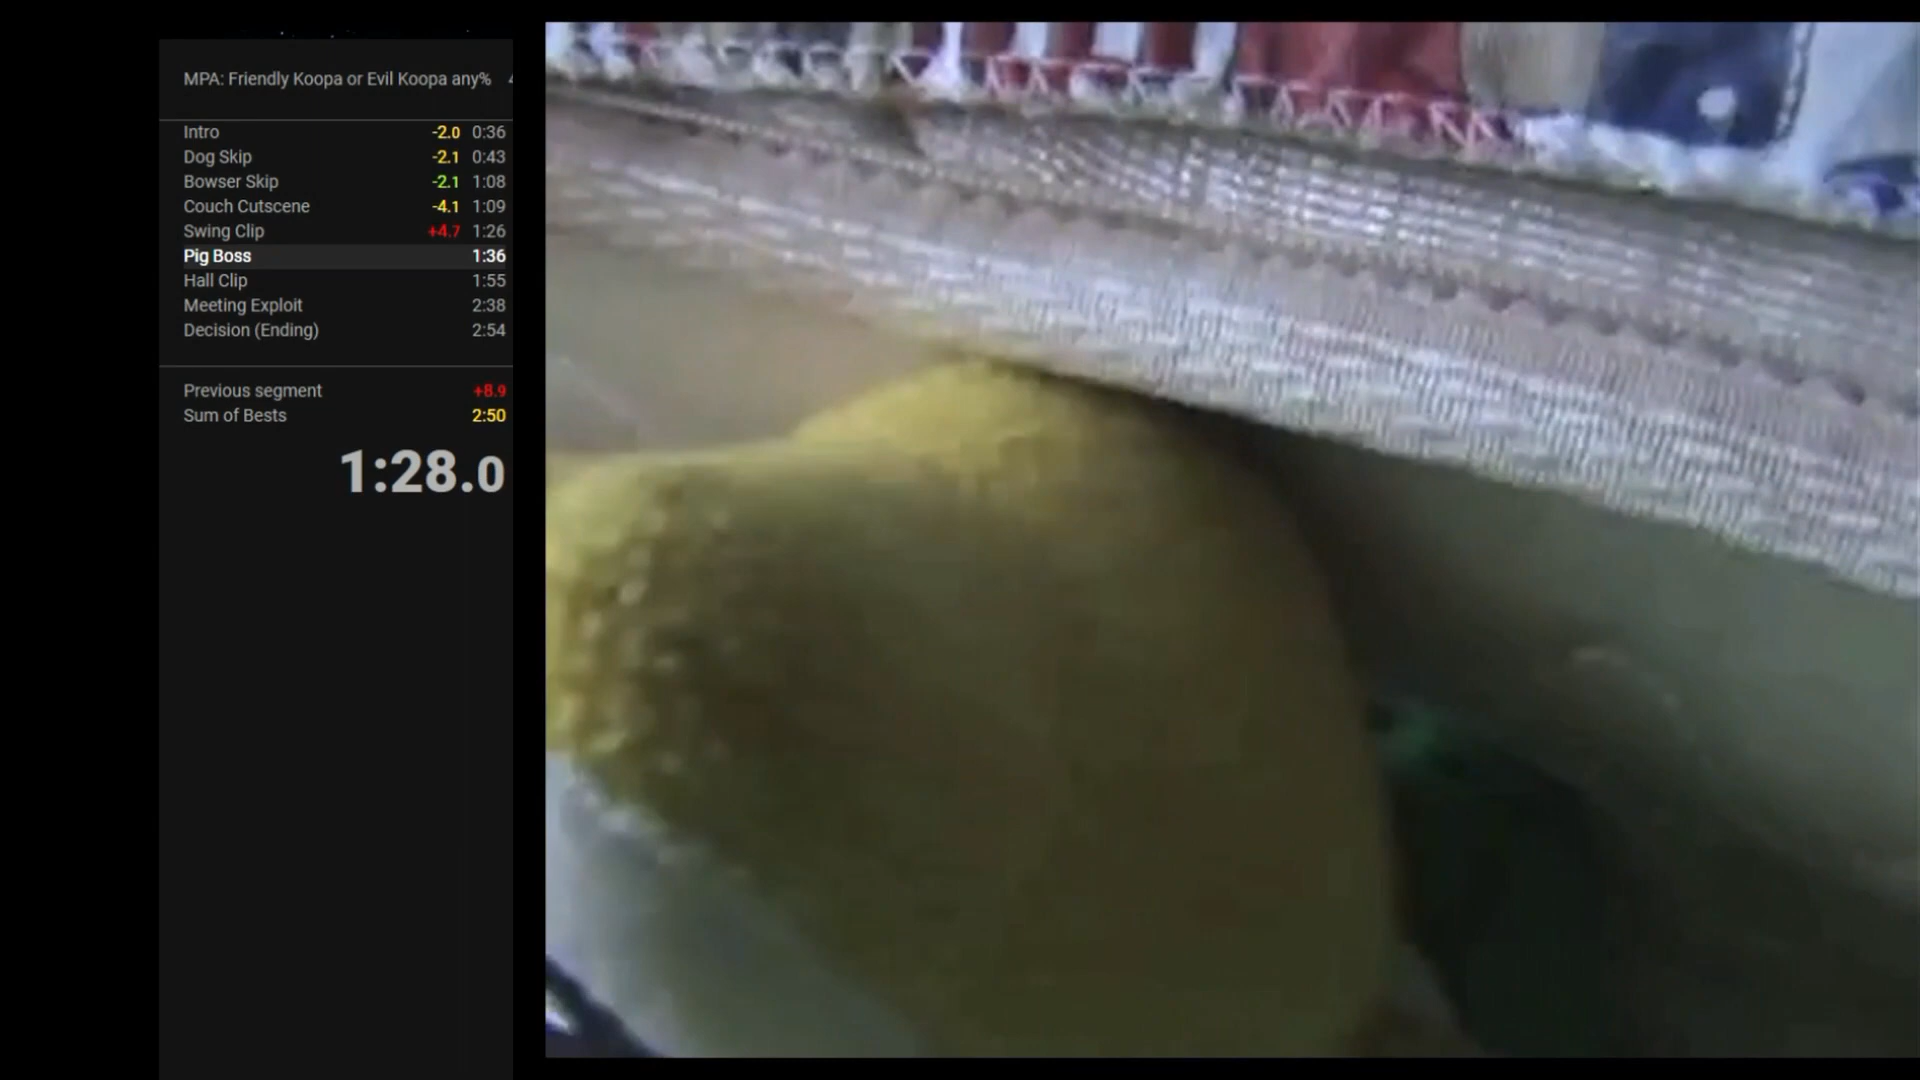 MPA: Friendly Koopa or Evil Koopa any%
Intro -2.0 0:36
Dog Skip -2.1 0:43
Bowser Skip -2.1 1:08
Couch Cutscene -4.1 1:09
Swing Clip +4.7 1:26
Pig Boss 1:36
Hall Clip 1:55
Meeting Exploit 2:38
Decision (Ending) 2:54
Previous segment +8.9
Sum of Bests 2:50
1:28.0